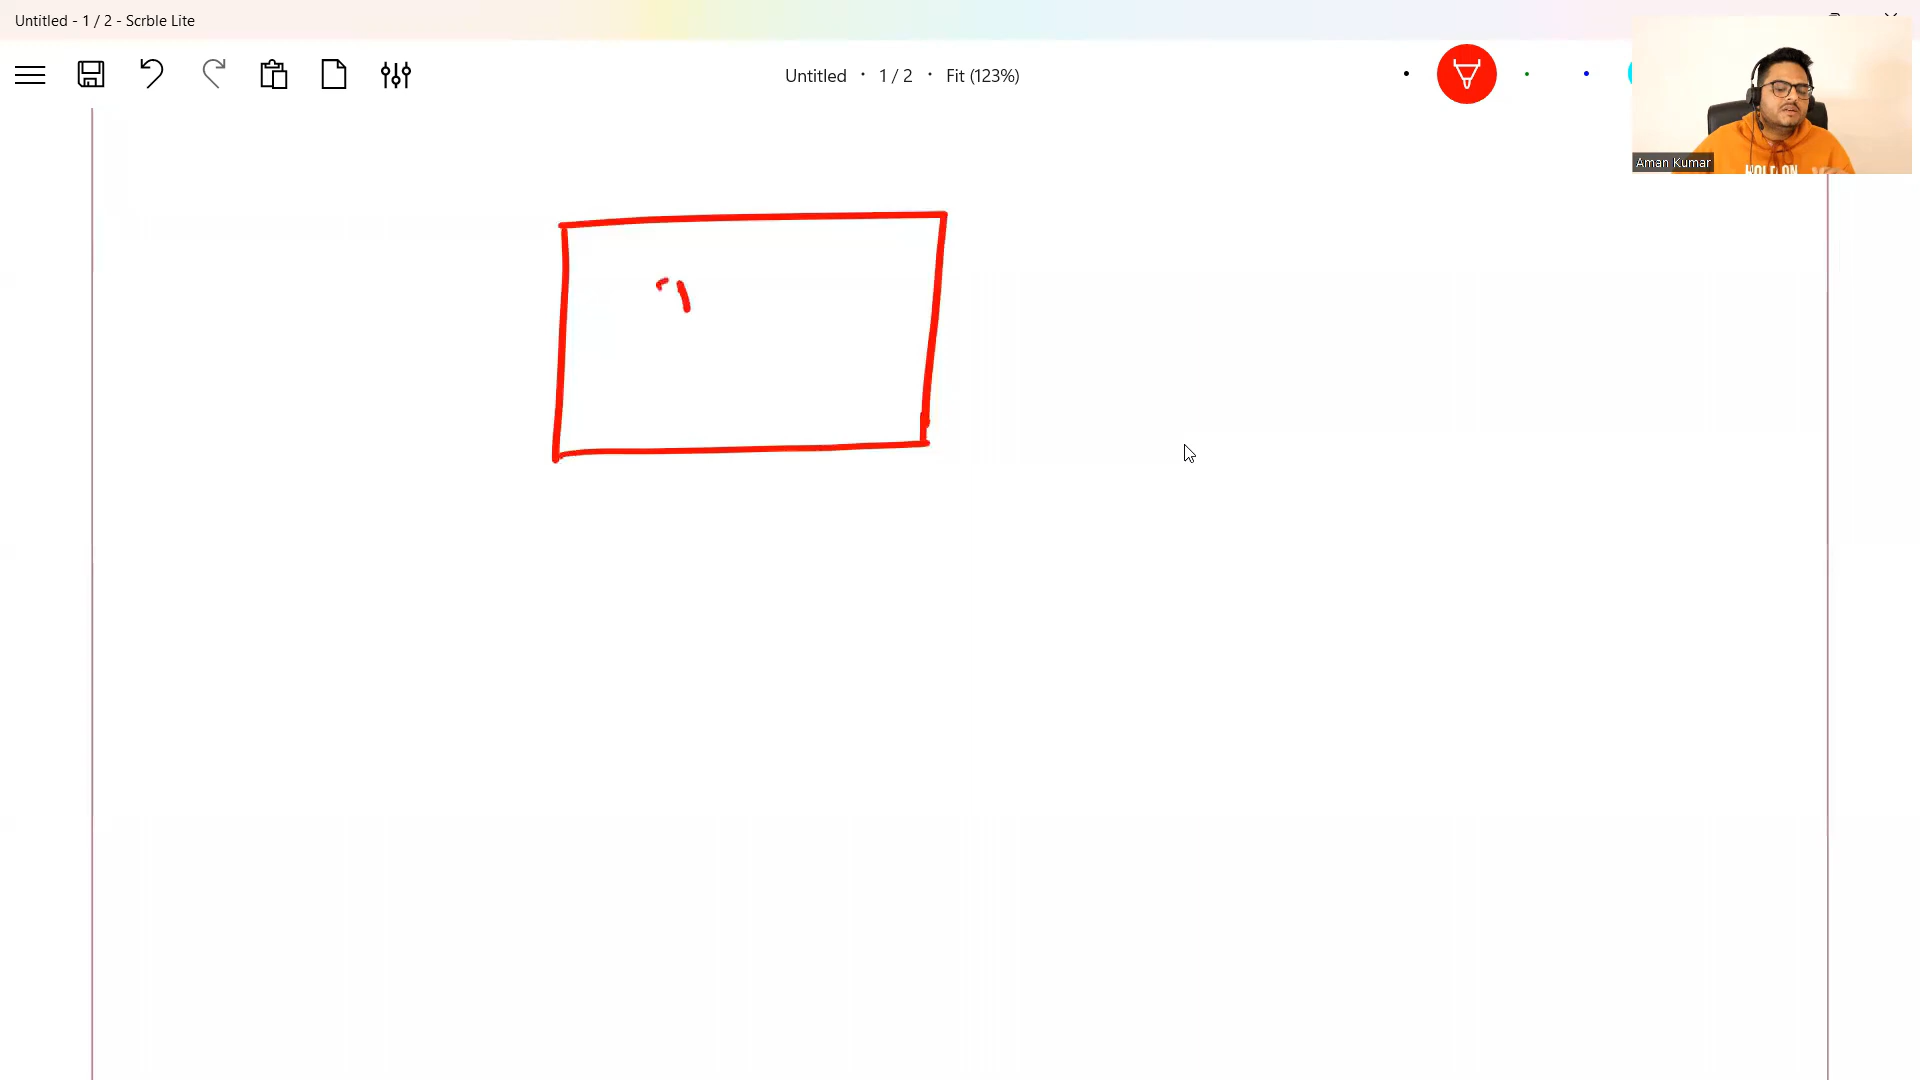 Untitled - 1 / 2 - Scrble Lite
Untitled • 1 / 2 • Fit (123%)
Aman Kumar